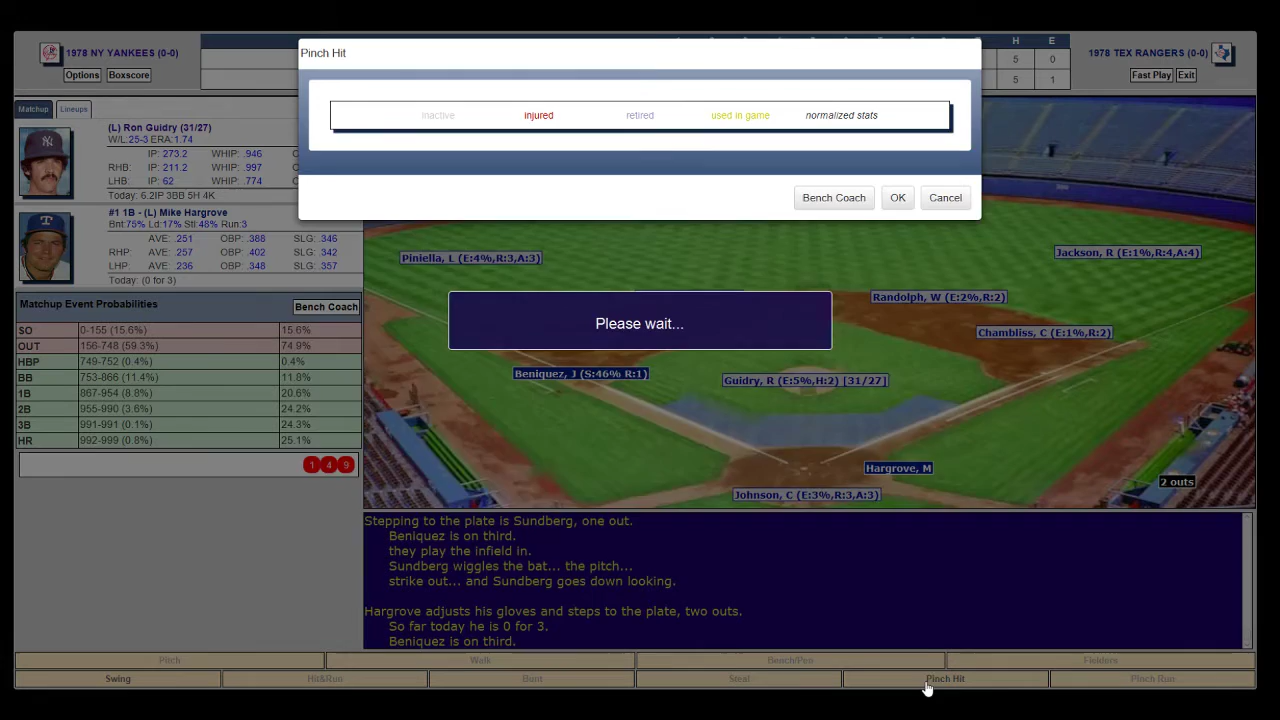 Pinch Hit
inactive injured retired used in game normalized stats
Bench Coach OK Cancel
Please wait...
1978 NY YANKEES (0-0)
Options Boxscore
H E
5 0
5 1
1978 TEX RANGERS (0-0)
Fast Play Exit
Matchup Lineups
(L) Ron Guidry (31/27)
W/L:25-3 ERA:1.74
IP: 273.2 WHIP: .946
RHB: IP: 211.2 WHIP: .997
LHB: IP: 62 WHIP: .774
Today: 6.2IP 3BB 5H 4K
#1 1B - (L) Mike Hargrove
Bnt:75% Ld:17% Stl:48% Run:3
AVE: .251 OBP: .388 SLG: .346
RHP: AVE: .257 OBP: .402 SLG: .342
LHP: AVE: .236 OBP: .348 SLG: .357
Today: (0 for 3)
Matchup Event Probabilities Bench Coach
SO 0-155 (15.6%) 15.6%
OUT 156-748 (59.3%) 74.9%
HBP 749-752 (0.4%) 0.4%
BB 753-866 (11.4%) 11.8%
1B 867-954 (8.8%) 20.6%
2B 955-990 (3.6%) 24.2%
3B 991-991 (0.1%) 24.3%
HR 992-999 (0.8%) 25.1%
1 4 9
Piniella, L (E:4%,R:3,A:3)
Jackson, R (E:1%,R:4,A:4)
Randolph, W (E:2%,R:2)
Chambliss, C (E:1%,R:2)
Beniquez, J (S:46% R:1)
Guidry, R (E:5%,H:2) [31/27]
Hargrove, M
2 outs
Johnson, C (E:3%,R:3,A:3)
Stepping to the plate is Sundberg, one out.
Beniquez is on third.
they play the infield in.
Sundberg wiggles the bat... the pitch...
strike out... and Sundberg goes down looking.
Hargrove adjusts his gloves and steps to the plate, two outs.
So far today he is 0 for 3.
Beniquez is on third.
Pitch Walk Bench/Pen Fielders
Swing Hit&Run Bunt Steal Pinch Hit Pinch Run